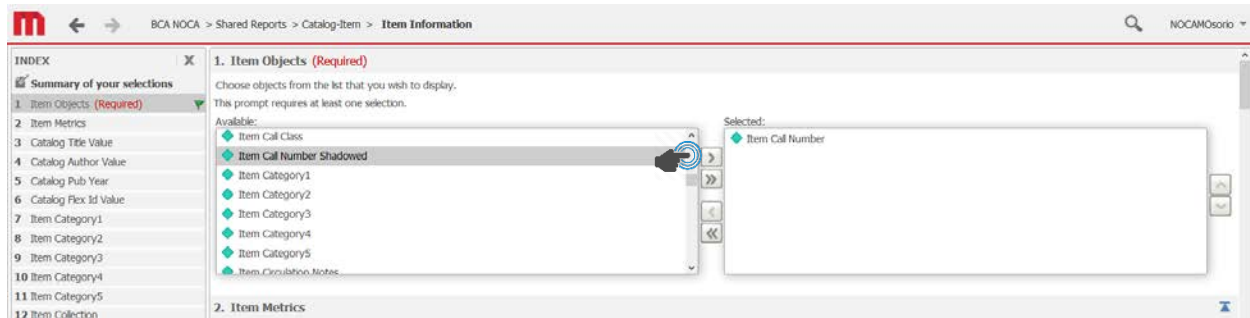 BCA NOCA > Shared Reports > Catalog-Item > Item Information
NOCAMOsorio
INDEX X
Summary of your selections
1 Item Objects (Required)
2 Item Metrics
3 Catalog Title Value
4 Catalog Author Value
5 Catalog Pub Year
6 Catalog Flex Id Value
7 Item Category1
8 Item Category2
9 Item Category3
10 Item Category4
11 Item Category5
12 Item Collection
1. Item Objects (Required)
Choose objects from the list that you wish to display.
This prompt requires at least one selection.
Available:
Item Call Class
Item Call Number Shadowed
Item Category1
Item Category2
Item Category3
Item Category4
Item Category5
Item Circulation Notes
Selected:
Item Call Number
2. Item Metrics